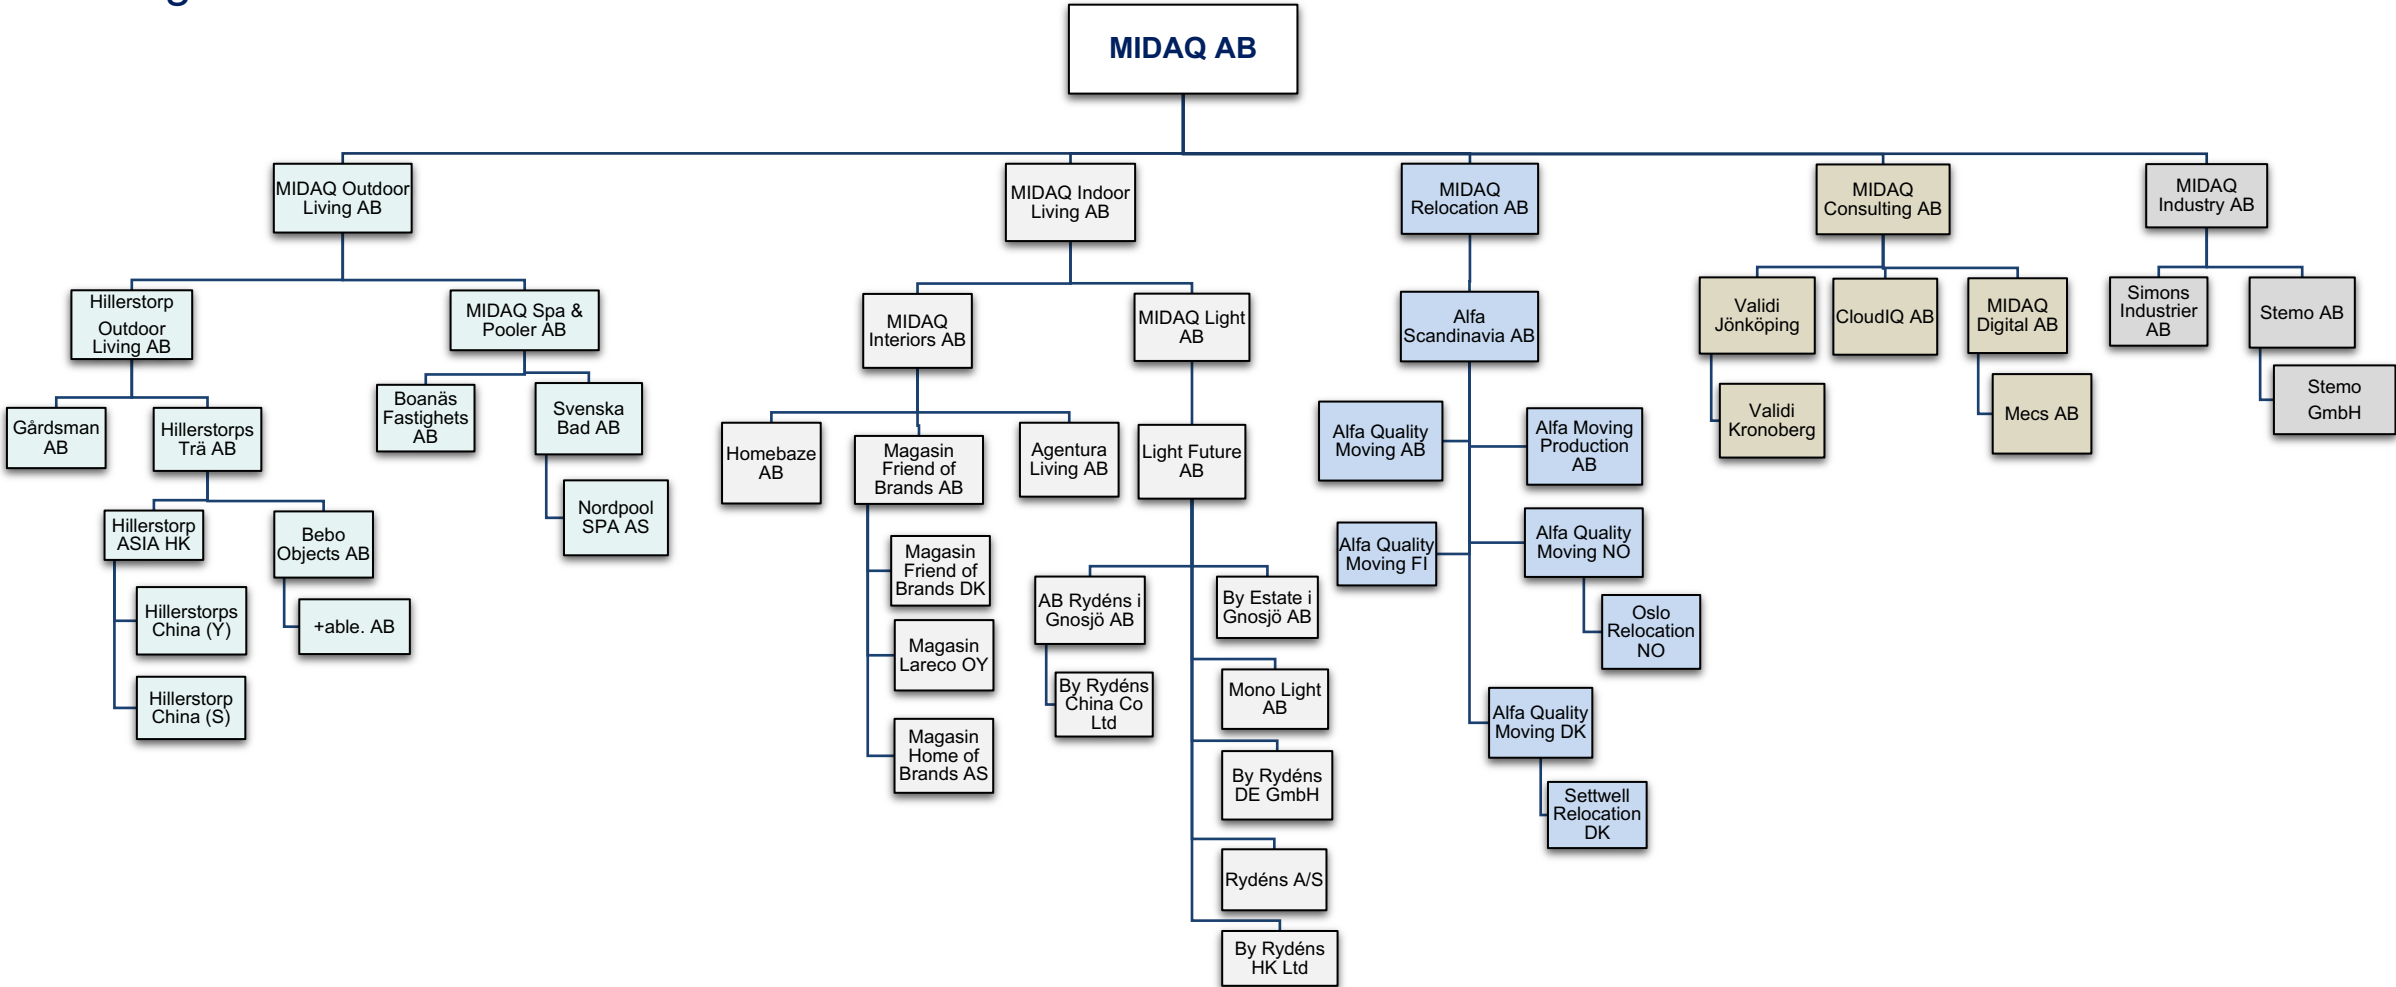 MIDAQ AB
MIDAQ Outdoor
Living AB
MIDAQ Indoor
Living AB
MIDAQ
Relocation AB
MIDAQ
Consulting AB
MIDAQ
Industry AB
Hillerstorp
Outdoor
Living AB
MIDAQ Spa &
Pooler AB
MIDAQ
Interiors AB
MIDAQ Light
AB
Alfa
Scandinavia AB
Validi
Jönköping
CloudIQ AB
MIDAQ
Digital AB
Simons
Industrier
AB
Stemo AB
Gårdsman
AB
Hillerstorps
Trä AB
Boanäs
Fastighets
AB
Svenska
Bad AB
Homebaze
AB
Magasin
Friend of
Brands AB
Agentura
Living AB
Light Future
AB
Alfa Quality
Moving AB
Alfa Moving
Production
AB
Validi
Kronoberg
Mecs AB
Stemo
GmbH
Hillerstorp
ASIA HK
Bebo
Objects AB
Nordpool
SPA AS
Magasin
Friend of
Brands DK
Alfa Quality
Moving FI
Alfa Quality
Moving NO
Hillerstorps
China (Y)
+able. AB
Magasin
Lareco OY
AB Rydéns i
Gnosjö AB
By Estate i
Gnosjö AB
Oslo
Relocation
NO
Hillerstorp
China (S)
Magasin
Home of
Brands AS
By Rydéns
China Co
Ltd
Mono Light
AB
Alfa Quality
Moving DK
By Rydéns
DE GmbH
Settwell
Relocation
DK
Rydéns A/S
By Rydéns
HK Ltd